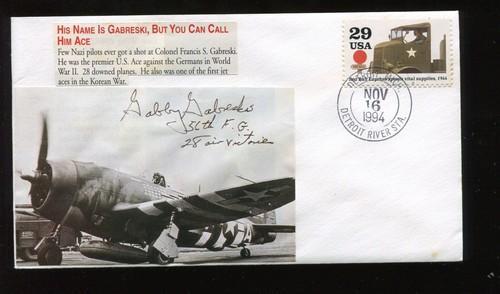 HIS NAME IS GABRESKI, BUT YOU CAN CALL
HIM ACE
Few Nazi pilots ever got a shot at Colonel Francis S. Gabreski.
He was the premier U.S. Ace against the Germans in World
War II. 28 downed planes. He also was one of the first jet
aces in the Korean War.
Gabby Gabreski
56th F.G.
28 air victories
29
USA
Red Ball Express speeds vital supplies, 1944
NOV
16
1994
DETROIT RIVER STA.